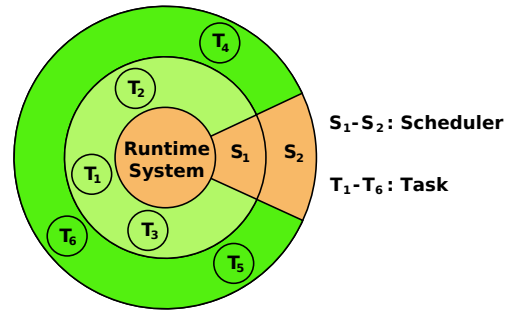 T4
T2
Runtime
System
S1
S2
S1-S2: Scheduler
T1
T1-T6: Task
T3
T6
T5